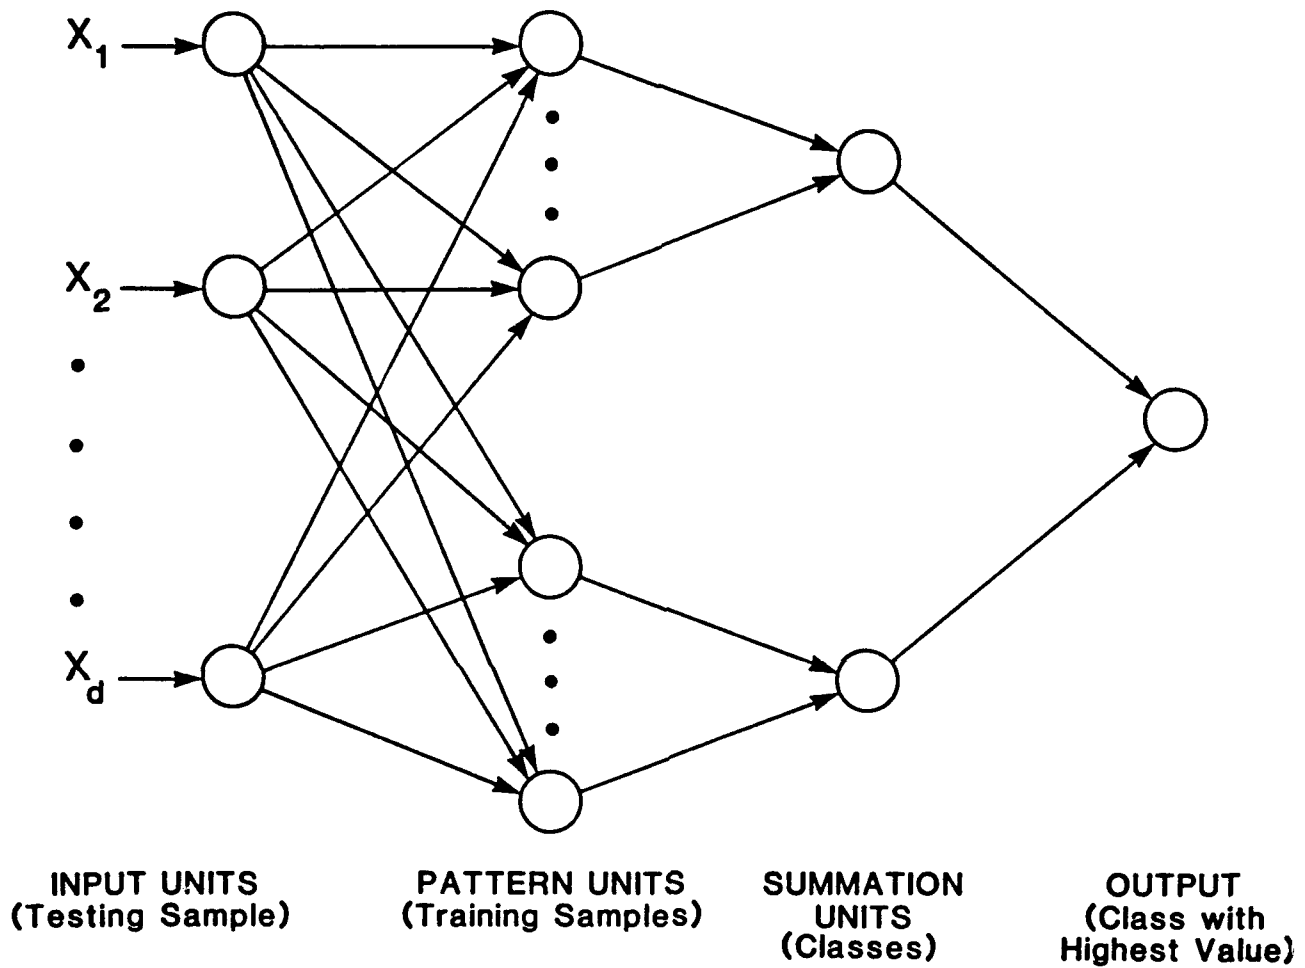 X1
X2
Xd
INPUT UNITS
(Testing Sample)
PATTERN UNITS
(Training Samples)
SUMMATION
UNITS
(Classes)
OUTPUT
(Class with
Highest Value)